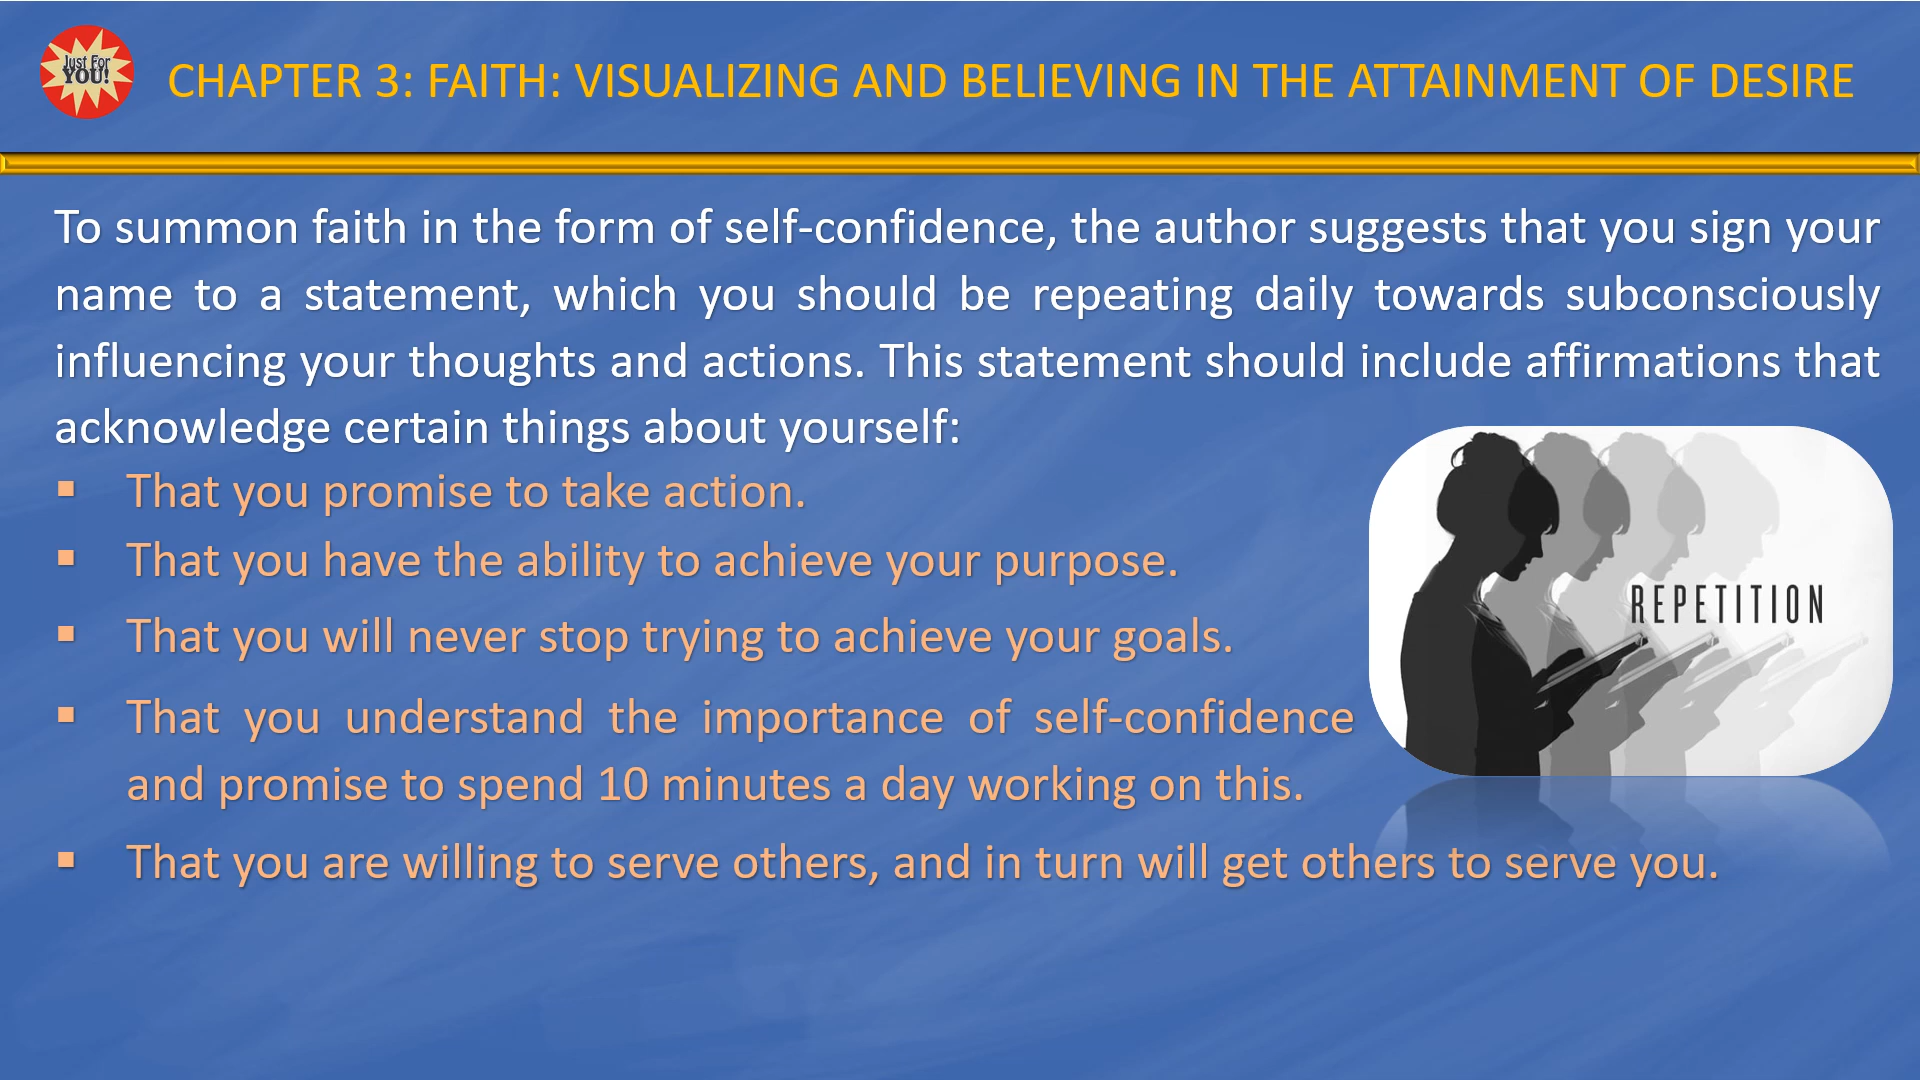 Just For
YOU!
CHAPTER 3: FAITH: VISUALIZING AND BELIEVING IN THE ATTAINMENT OF DESIRE
To summon faith in the form of self-confidence, the author suggests that you sign your
name to a statement, which you should be repeating daily towards subconsciously
influencing your thoughts and actions. This statement should include affirmations that
acknowledge certain things about yourself:
▪ That you promise to take action.
▪ That you have the ability to achieve your purpose.
▪ That you will never stop trying to achieve your goals.
▪ That you understand the importance of self-confidence
and promise to spend 10 minutes a day working on this.
▪ That you are willing to serve others, and in turn will get others to serve you.
REPETITION